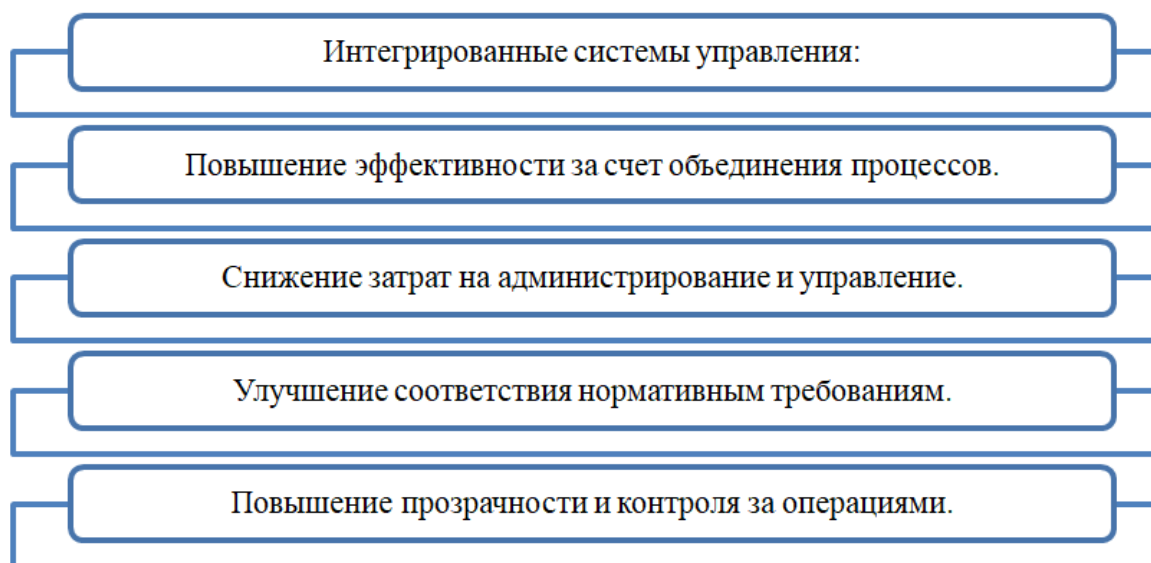 Интегрированные системы управления:
Повышение эффективности за счет объединения процессов.
Снижение затрат на администрирование и управление.
Улучшение соответствия нормативным требованиям.
Повышение прозрачности и контроля за операциями.